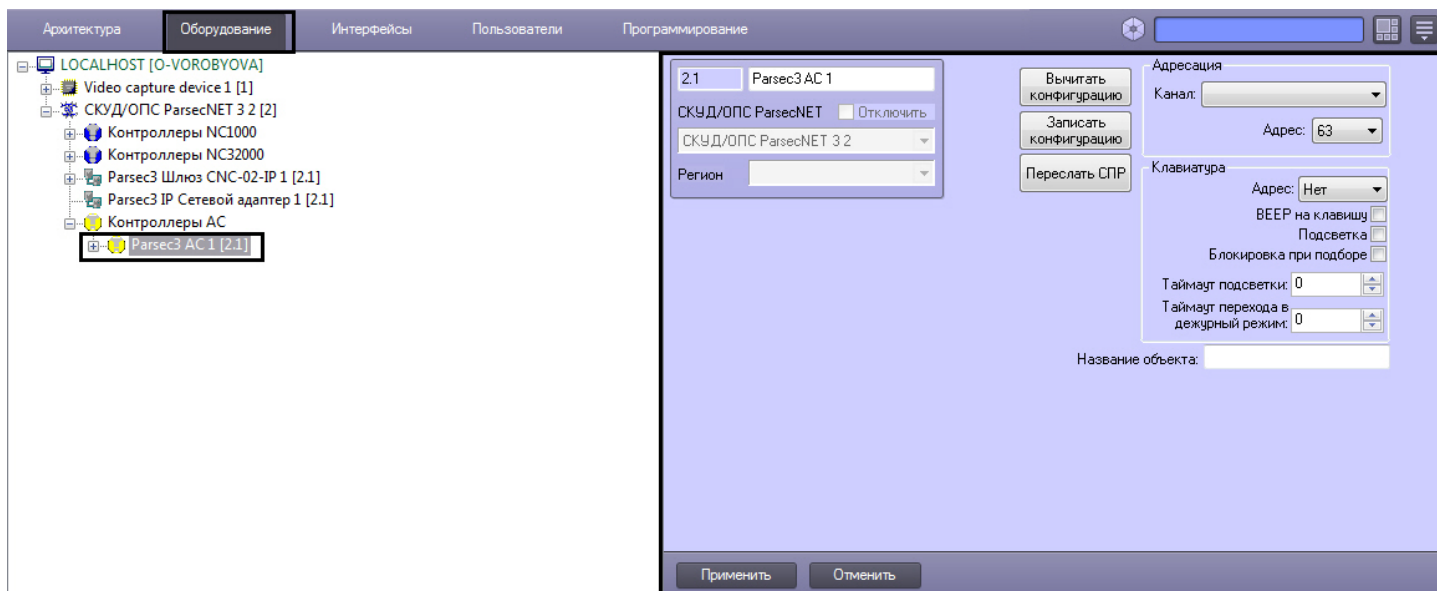 Архитектура Оборудование Интерфейсы Пользователи Программирование
LOCALHOST [O-VOROBYOVA]
Video capture device 1 [1]
СКУД/ОПС ParsecNET 3 2 [2]
Контроллеры NC1000
Контроллеры NC32000
Parsec3 Шлюз CNC-02-IP 1 [2.1]
Parsec3 IP Сетевой адаптер 1 [2.1]
Контроллеры AC
Parsec3 AC 1 [2.1]
2.1 Parsec3 AC 1
СКУД/ОПС ParsecNET Отключить
СКУД/ОПС ParsecNET 3 2
Регион
Вычитать
конфигурацию
Записать
конфигурацию
Переслать СПР
Адресация
Канал:
Адрес: 63
Клавиатура
Адрес: Нет
BEEP на клавишу
Подсветка
Блокировка при подборе
Таймаут подсветки: 0
Таймаут перехода в
дежурный режим: 0
Название объекта:
Применить Отменить